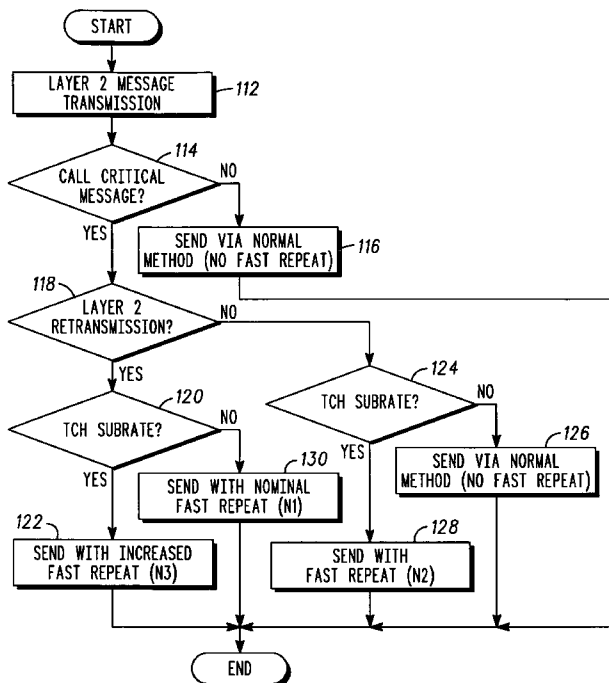 START
LAYER 2 MESSAGE
TRANSMISSION
112
114
CALL CRITICAL
MESSAGE?
NO
YES
SEND VIA NORMAL
METHOD (NO FAST REPEAT)
116
118
LAYER 2
RETRANSMISSION?
NO
YES
120
TCH SUBRATE?
NO
YES
124
TCH SUBRATE?
NO
YES
126
SEND VIA NORMAL
METHOD (NO FAST REPEAT)
130
SEND WITH NOMINAL
FAST REPEAT (N1)
122
SEND WITH INCREASED
FAST REPEAT (N3)
128
SEND WITH
FAST REPEAT (N2)
END